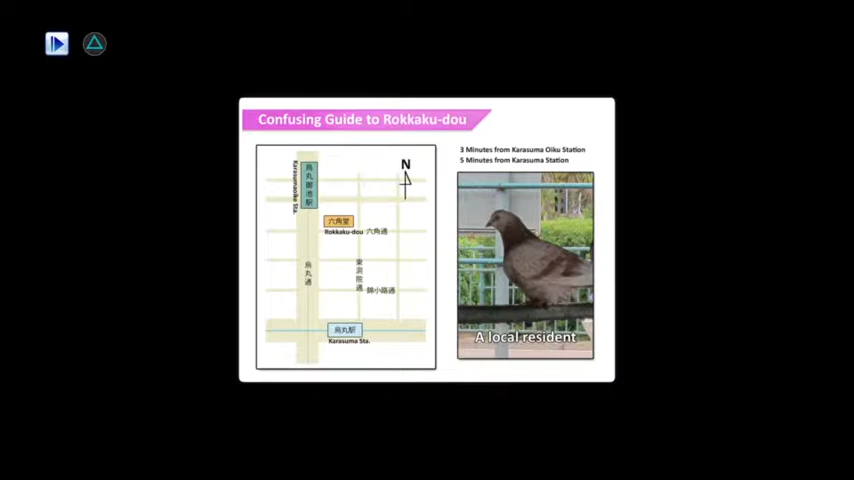 Confusing Guide to Rokkaku-dou
3 Minutes from Karasuma Oiku Station
5 Minutes from Karasuma Station
N
烏丸御池駅
Karasumaoike Sta.
六角堂
Rokkaku-dou
六角通
烏丸通
東洞院通
錦小路通
烏丸駅
Karasuma Sta.
A local resident